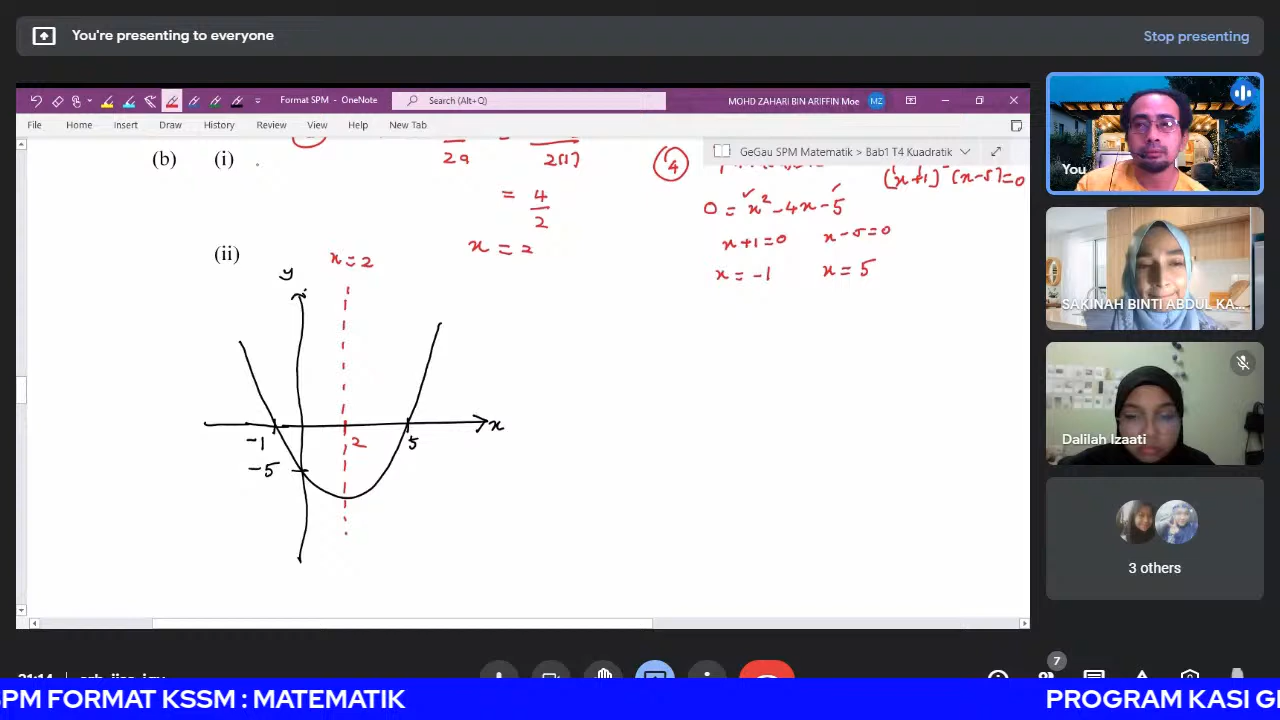 You're presenting to everyone
Stop presenting
Format SPM - OneNote
Search (Alt+Q)
MOHD ZAHARI BIN ARIFFIN Moe
MZ
File Home Insert Draw History Review View Help New Tab
GeGau SPM Matematik > Bab1 T4 Kuadratik
(b) (i)
2a
2(1)
= 4/2
x = 2
4
(x+1) (x-5)=0
0 = x² - 4x - 5
x+1=0 x-5=0
x = -1 x = 5
(ii)
x = 2
y
-1
2
5
x
-5
You
SAKINAH BINTI ABDUL KA...
Dalilah Izaati
3 others
7
SPM FORMAT KSSM : MATEMATIK
PROGRAM KASI GE